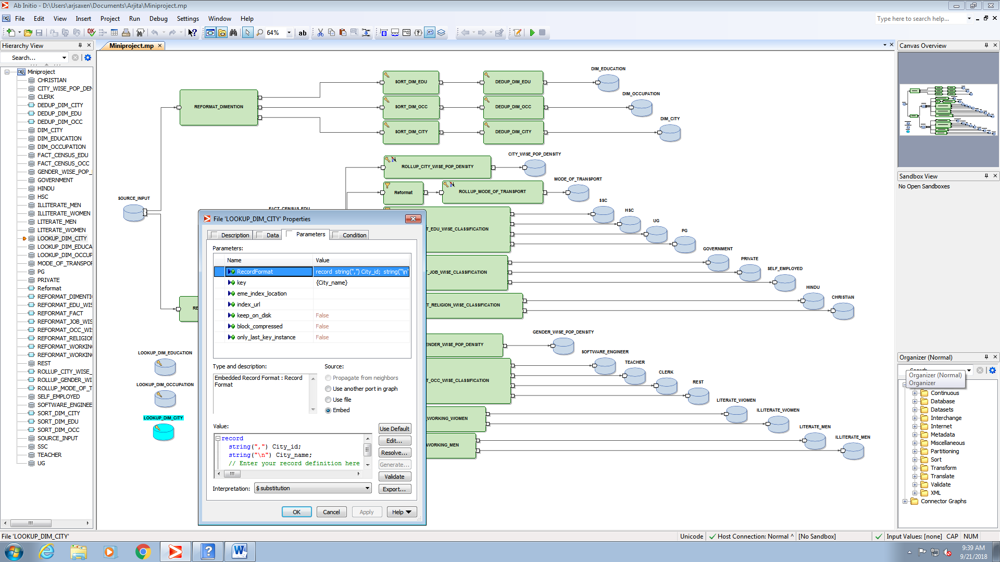 Ab Initio - D:\Users\arjsaxen\Documents\Arjita\Miniproject.mp
File Edit View Insert Project Run Debug Settings Window Help
Type here to search help...
64%
ab
Hierarchy View
Miniproject.mp
Canvas Overview
Search...
Miniproject
CHRISTIAN
CITY_WISE_POP_DEN
CLERK
DEDUP_DIM_CITY
DEDUP_DIM_EDU
DEDUP_DIM_OCC
DIM_CITY
DIM_EDUCATION
DIM_OCCUPATION
FACT_CENSUS_EDU
FACT_CENSUS_OCC
GENDER_WISE_POP_
GOVERNMENT
HINDU
HSC
ILLITERATE_MEN
ILLITERATE_WOMEN
LITERATE_MEN
LITERATE_WOMEN
LOOKUP_DIM_CITY
LOOKUP_DIM_EDUCA
LOOKUP_DIM_OCCUP
MODE_OF_TRANSPO
PG
PRIVATE
Reformat
REFORMAT_DIMENTI
REFORMAT_EDU_WIS
REFORMAT_FACT
REFORMAT_JOB_WIS
REFORMAT_OCC_WI
REFORMAT_RELIGION
REFORMAT_WORKIN
REFORMAT_WORKIN
REST
ROLLUP_CITY_WISE_
ROLLUP_GENDER_WI
ROLLUP_MODE_OF_T
SELF_EMPLOYED
SOFTWARE_ENGINEE
SORT_DIM_CITY
SORT_DIM_EDU
SORT_DIM_OCC
SOURCE_INPUT
SSC
TEACHER
UG
REFORMAT_DIMENTION
SORT_DIM_EDU
DEDUP_DIM_EDU
DIM_EDUCATION
SORT_DIM_OCC
DEDUP_DIM_OCC
DIM_OCCUPATION
SORT_DIM_CITY
DEDUP_DIM_CITY
DIM_CITY
ROLLUP_CITY_WISE_POP_DENSITY
CITY_WISE_POP_DENSITY
Reformat
ROLLUP_MODE_OF_TRANSPORT
MODE_OF_TRANSPORT
SOURCE_INPUT
FACT_CENSUS_EDU
T_EDU_WISE_CLASSIFICATION
SSC
HSC
UG
PG
T_JOB_WISE_CLASSIFICATION
GOVERNMENT
PRIVATE
SELF_EMPLOYED
T_RELIGION_WISE_CLASSIFICATION
HINDU
CHRISTIAN
RE
GENDER_WISE_POP_DENSITY
GENDER_WISE_POP_DENSITY
T_OCC_WISE_CLASSIFICATION
SOFTWARE_ENGINEER
TEACHER
CLERK
REST
_WORKING_WOMEN
LITERATE_WOMEN
ILLITERATE_WOMEN
WORKING_MEN
LITERATE_MEN
ILLITERATE_MEN
LOOKUP_DIM_EDUCATION
LOOKUP_DIM_OCCUPATION
LOOKUP_DIM_CITY
File 'LOOKUP_DIM_CITY' Properties
Description Data Parameters Condition
Parameters:
Name Value
RecordFormat record string(",") City_id; string("\n"
key {City_name}
eme_index_location
index_url
keep_on_disk False
block_compressed False
only_last_key_instance False
Type and description:
Embedded Record Format : Record
Format
Source:
Propagate from neighbors
Use another port in graph
Use file
Embed
Value:
record
string(",") City_id;
string("\n") City_name;
// Enter your record definition here
Use Default
Edit...
Resolve...
Generate...
Validate
Export...
Interpretation: $ substitution
OK Cancel Apply Help
Sandbox View
No Open Sandboxes
Organizer (Normal)
Organizer (Normal)
Organizer
Continuous
Database
Datasets
Interchange
Internet
Metadata
Miscellaneous
Partitioning
Sort
Transform
Translate
Validate
XML
Connector Graphs
File 'LOOKUP_DIM_CITY'
Unicode Host Connection: Normal ^ [No Sandbox] Input Values: [none] CAP NUM
9:39 AM
9/21/2018